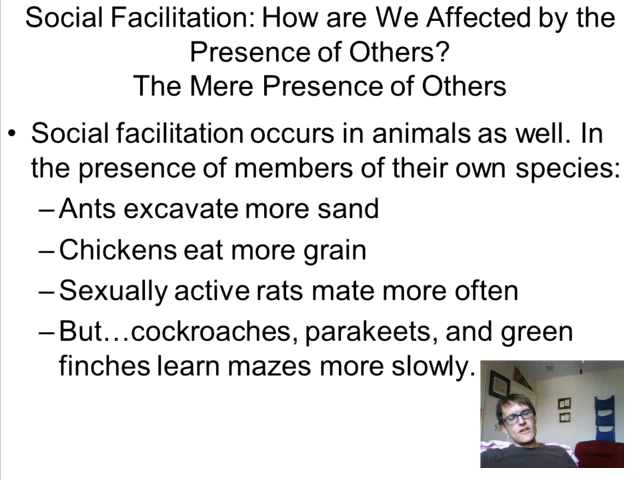 Social Facilitation: How are We Affected by the
Presence of Others?
The Mere Presence of Others
• Social facilitation occurs in animals as well. In
the presence of members of their own species:
–Ants excavate more sand
–Chickens eat more grain
–Sexually active rats mate more often
–But…cockroaches, parakeets, and green
finches learn mazes more slowly.